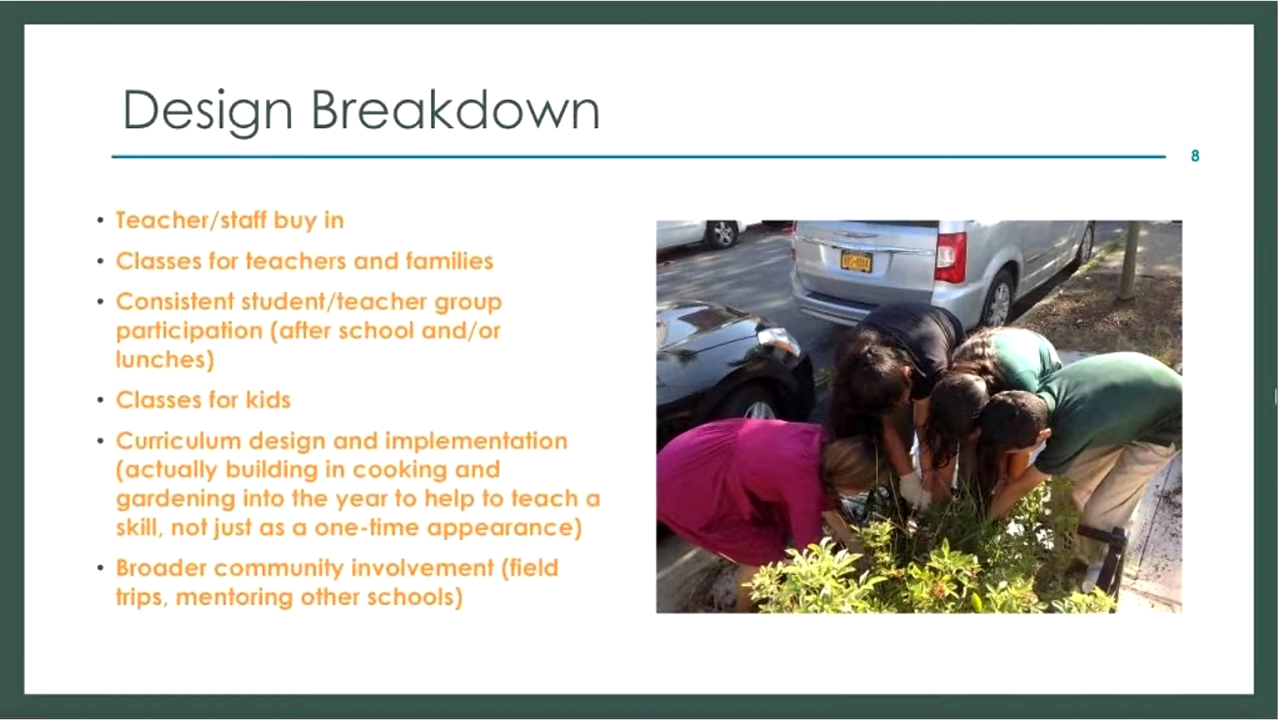 Design Breakdown
8
• Teacher/staff buy in
• Classes for teachers and families
• Consistent student/teacher group
participation (after school and/or
lunches)
• Classes for kids
• Curriculum design and implementation
(actually building in cooking and
gardening into the year to help to teach a
skill, not just as a one-time appearance)
• Broader community involvement (field
trips, mentoring other schools)